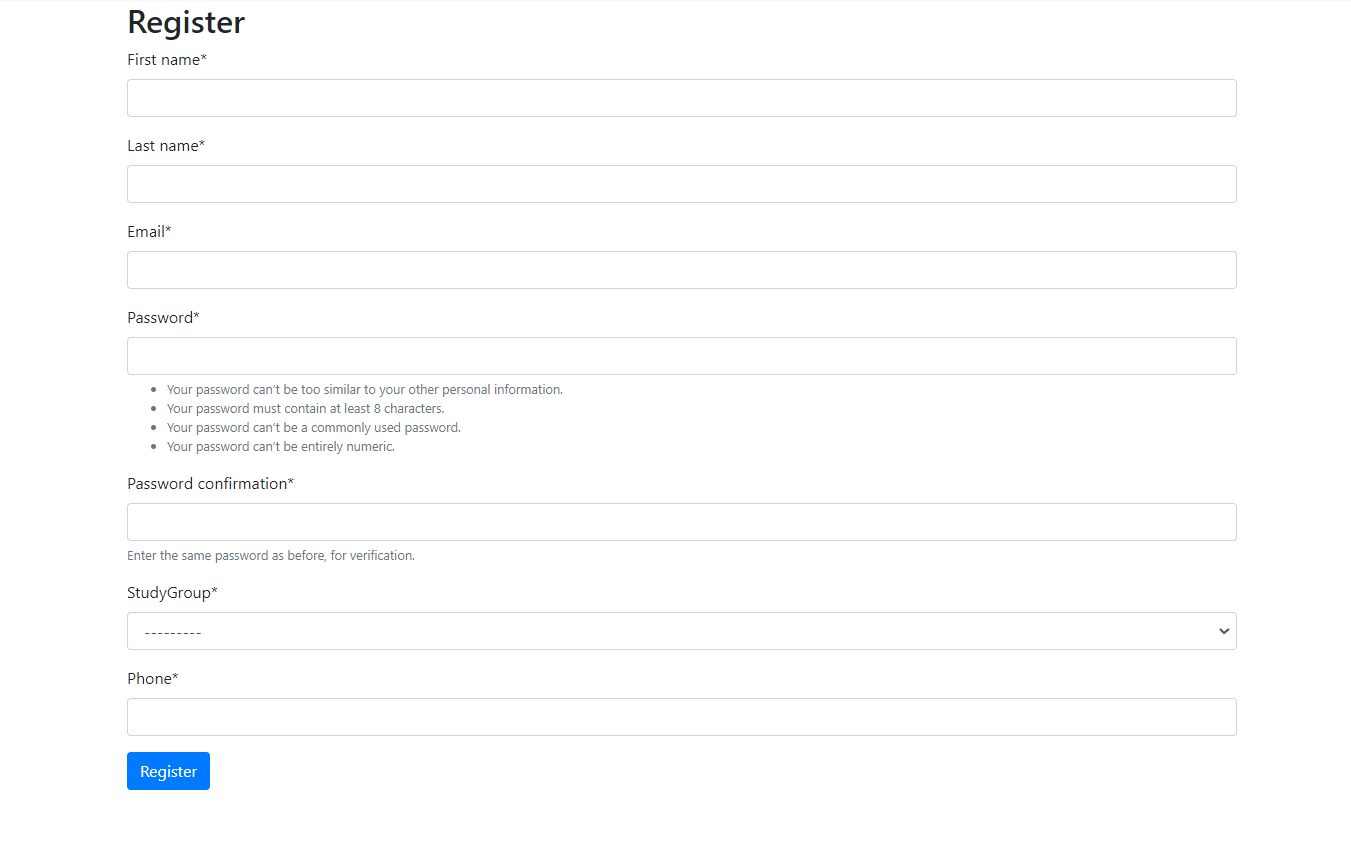 Register
First name*
Last name*
Email*
Password*
Your password can’t be too similar to your other personal information.
Your password must contain at least 8 characters.
Your password can’t be a commonly used password.
Your password can’t be entirely numeric.
Password confirmation*
Enter the same password as before, for verification.
StudyGroup*
---------
Phone*
Register